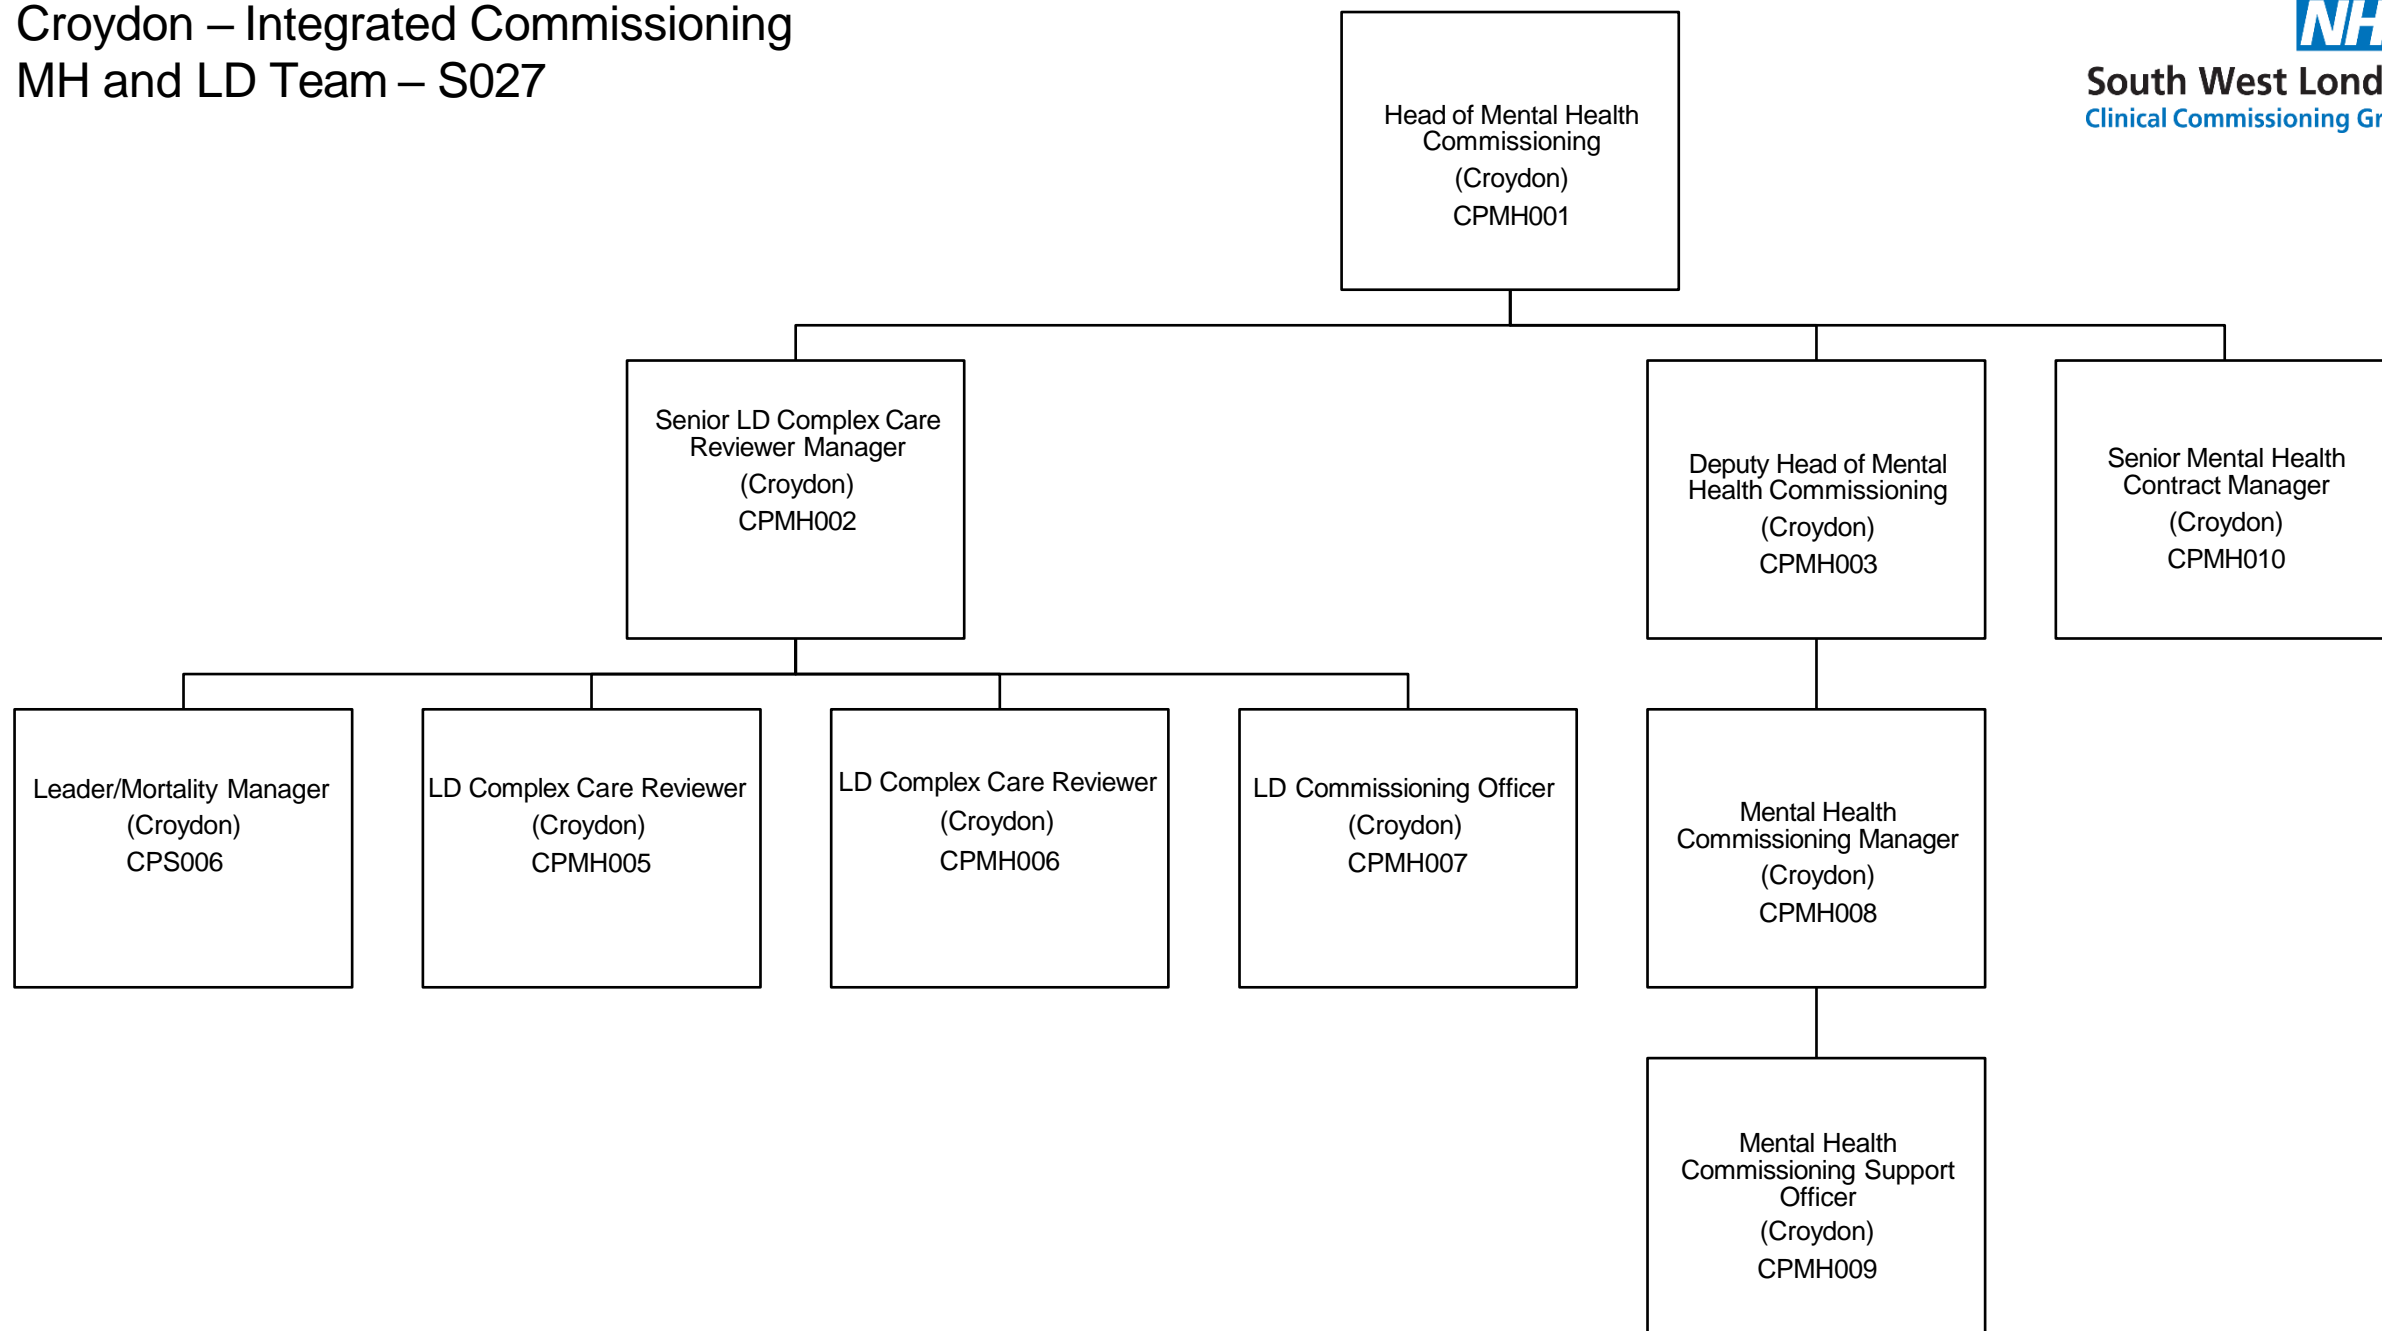 Croydon – Integrated Commissioning
MH and LD Team – S027
South West
Clinical Commissioning
Head of Mental Health
Commissioning
(Croydon)
CPMH001
Senior LD Complex Care
Reviewer Manager
(Croydon)
CPMH002
Deputy Head of Mental
Health Commissioning
(Croydon)
CPMH003
Senior Mental Health
Contract Manager
(Croydon)
CPMH010
Leader/Mortality Manager
(Croydon)
CPS006
LD Complex Care Reviewer
(Croydon)
CPMH005
LD Complex Care Reviewer
(Croydon)
CPMH006
LD Commissioning Officer
(Croydon)
CPMH007
Mental Health
Commissioning Manager
(Croydon)
CPMH008
Mental Health
Commissioning Support
Officer
(Croydon)
CPMH009